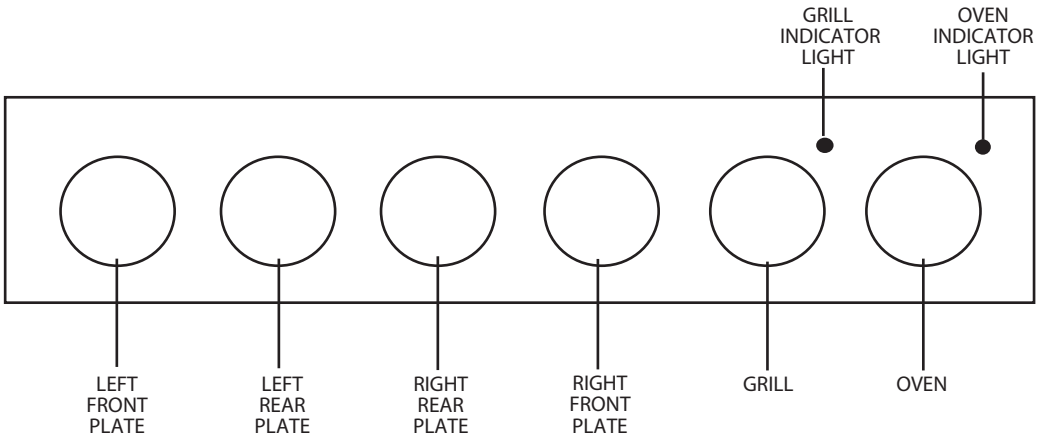 GRILL
INDICATOR
LIGHT
OVEN
INDICATOR
LIGHT
LEFT
FRONT
PLATE
LEFT
REAR
PLATE
RIGHT
REAR
PLATE
RIGHT
FRONT
PLATE
GRILL
OVEN